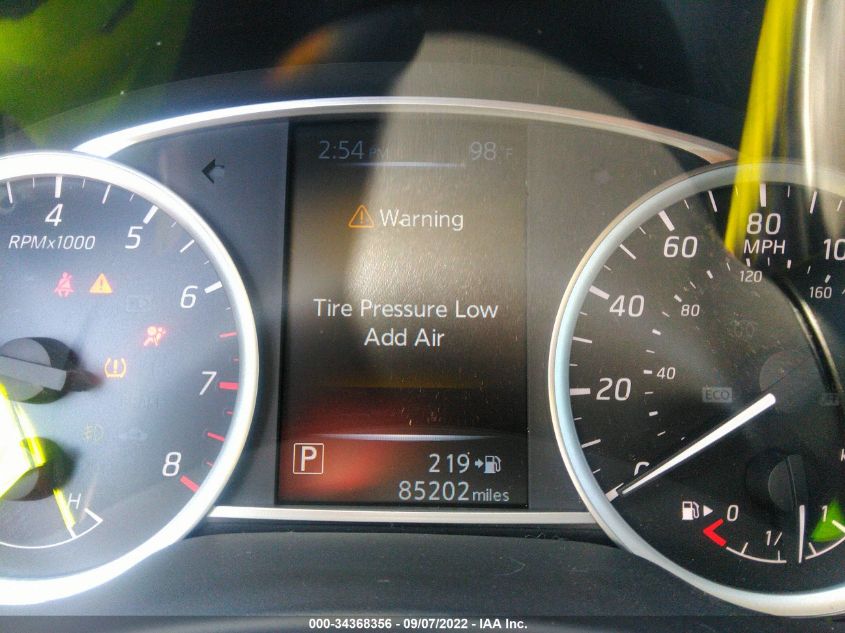 2:54 PM 98°F
Warning
Tire Pressure Low
Add Air
P
219
85202 miles
4
5
6
7
8
RPMx1000
H
0
20
40
60
80
MPH
40
80
120
160
ECO
0
1/
1
000-34368356 - 09/07/2022 - IAA Inc.